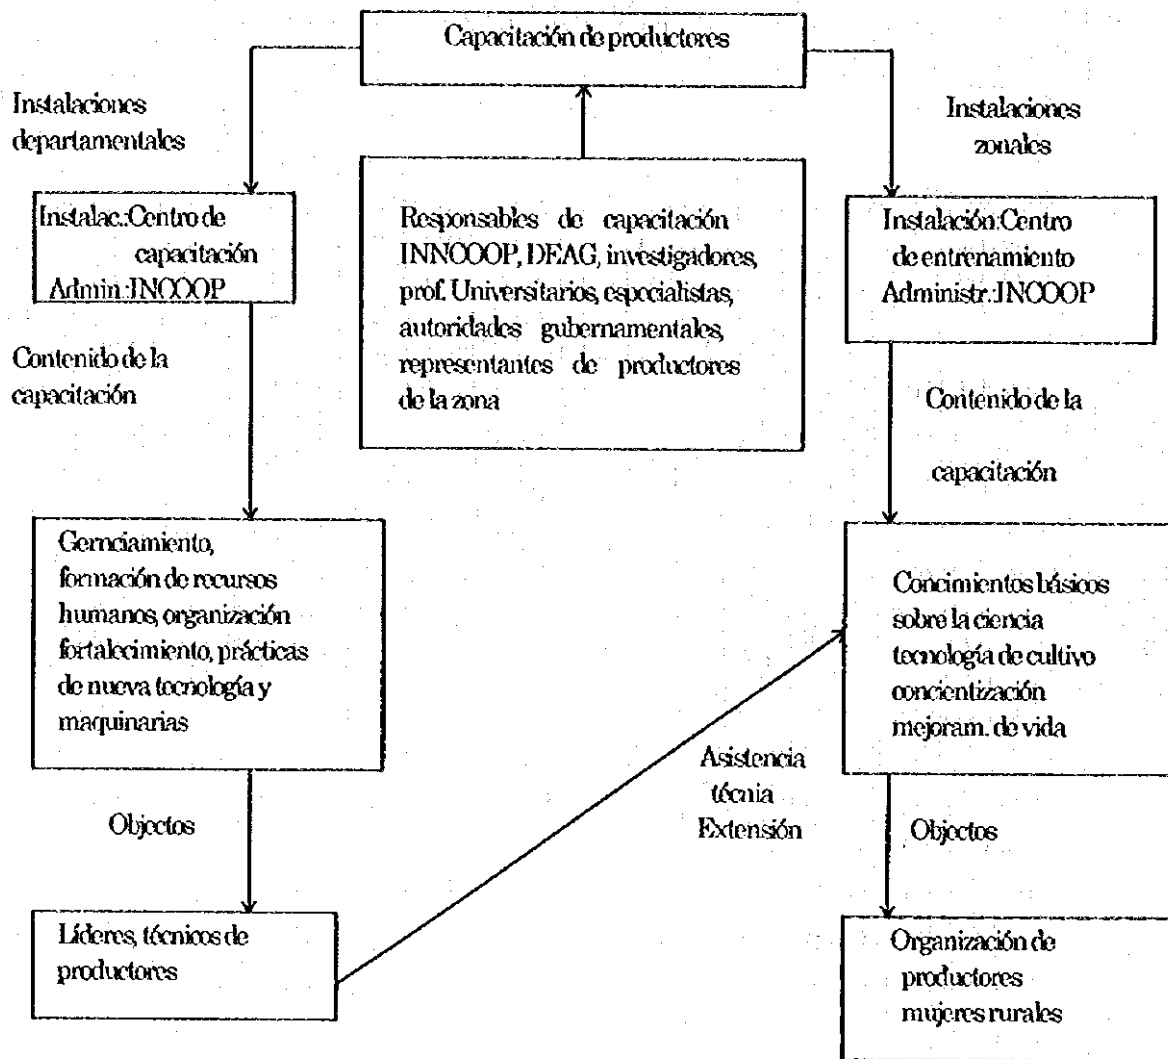 Capacitación de productores
Instalaciones
departamentales
Instalaciones
zonales
Instalac.:Centro de
capacitación
Admin.:INCOOP
Responsables de capacitación
INNCOOOP, DEAG, investigadores,
prof. Universitarios, especialistas,
autoridades gubernamentales,
representantes de productores
de la zona
Instalación:Centro
de entrenamiento
Administr.:INCOOP
Contenido de la
capacitación
Contenido de la
capacitación
Gernciamiento,
formación de recursos
humanos, organización
fortalecimiento, prácticas
de nueva tecnología y
maquinarias
Concimientos básicos
sobre la ciencia
tecnología de cultivo
concientización
mejoram. de vida
Asistencia
técnia
Extensión
Objectos
Objectos
Líderes, técnicos de
productores
Organización de
productores
mujeres rurales